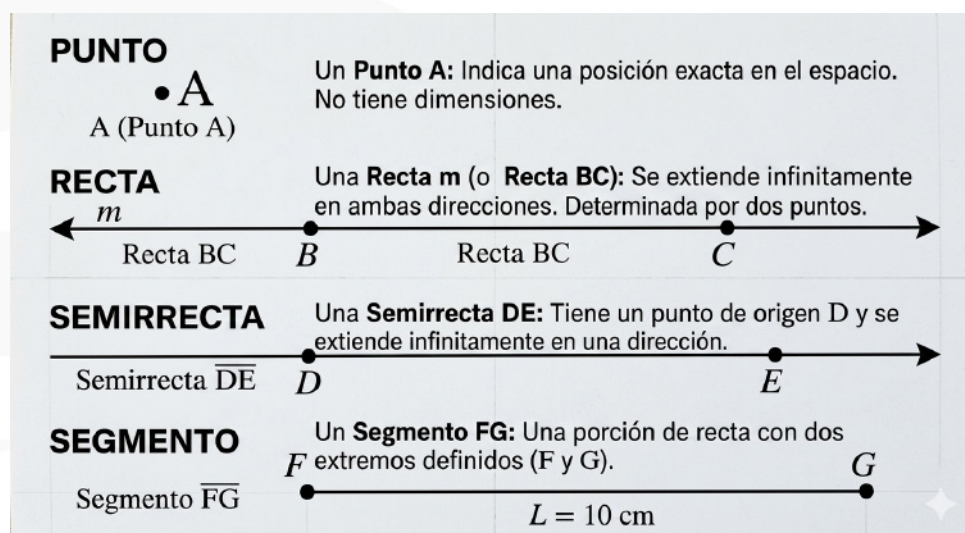 PUNTO
• A
A (Punto A)
Un Punto A: Indica una posición exacta en el espacio.
No tiene dimensiones.
RECTA
m
Una Recta m (o Recta BC): Se extiende infinitamente
en ambas direcciones. Determinada por dos puntos.
Recta BC B Recta BC C
SEMIRRECTA
Una Semirrecta DE: Tiene un punto de origen D y se
extiende infinitamente en una dirección.
Semirrecta D͞E͞ D E
SEGMENTO
Un Segmento FG: Una porción de recta con dos
F extremos definidos (F y G). G
Segmento F͞G͞
L = 10 cm